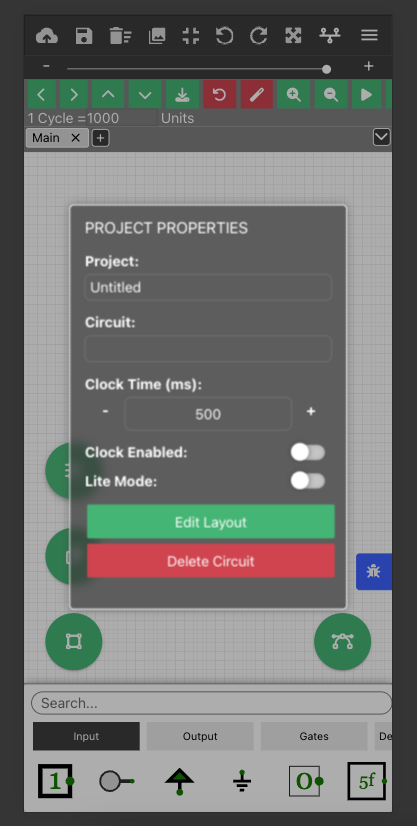 - +
1 Cycle =1000 Units
Main × +
PROJECT PROPERTIES
Project:
Untitled
Circuit:
Clock Time (ms):
- 500 +
Clock Enabled:
Lite Mode:
Edit Layout
Delete Circuit
Search...
Input Output Gates De
1 O 5f